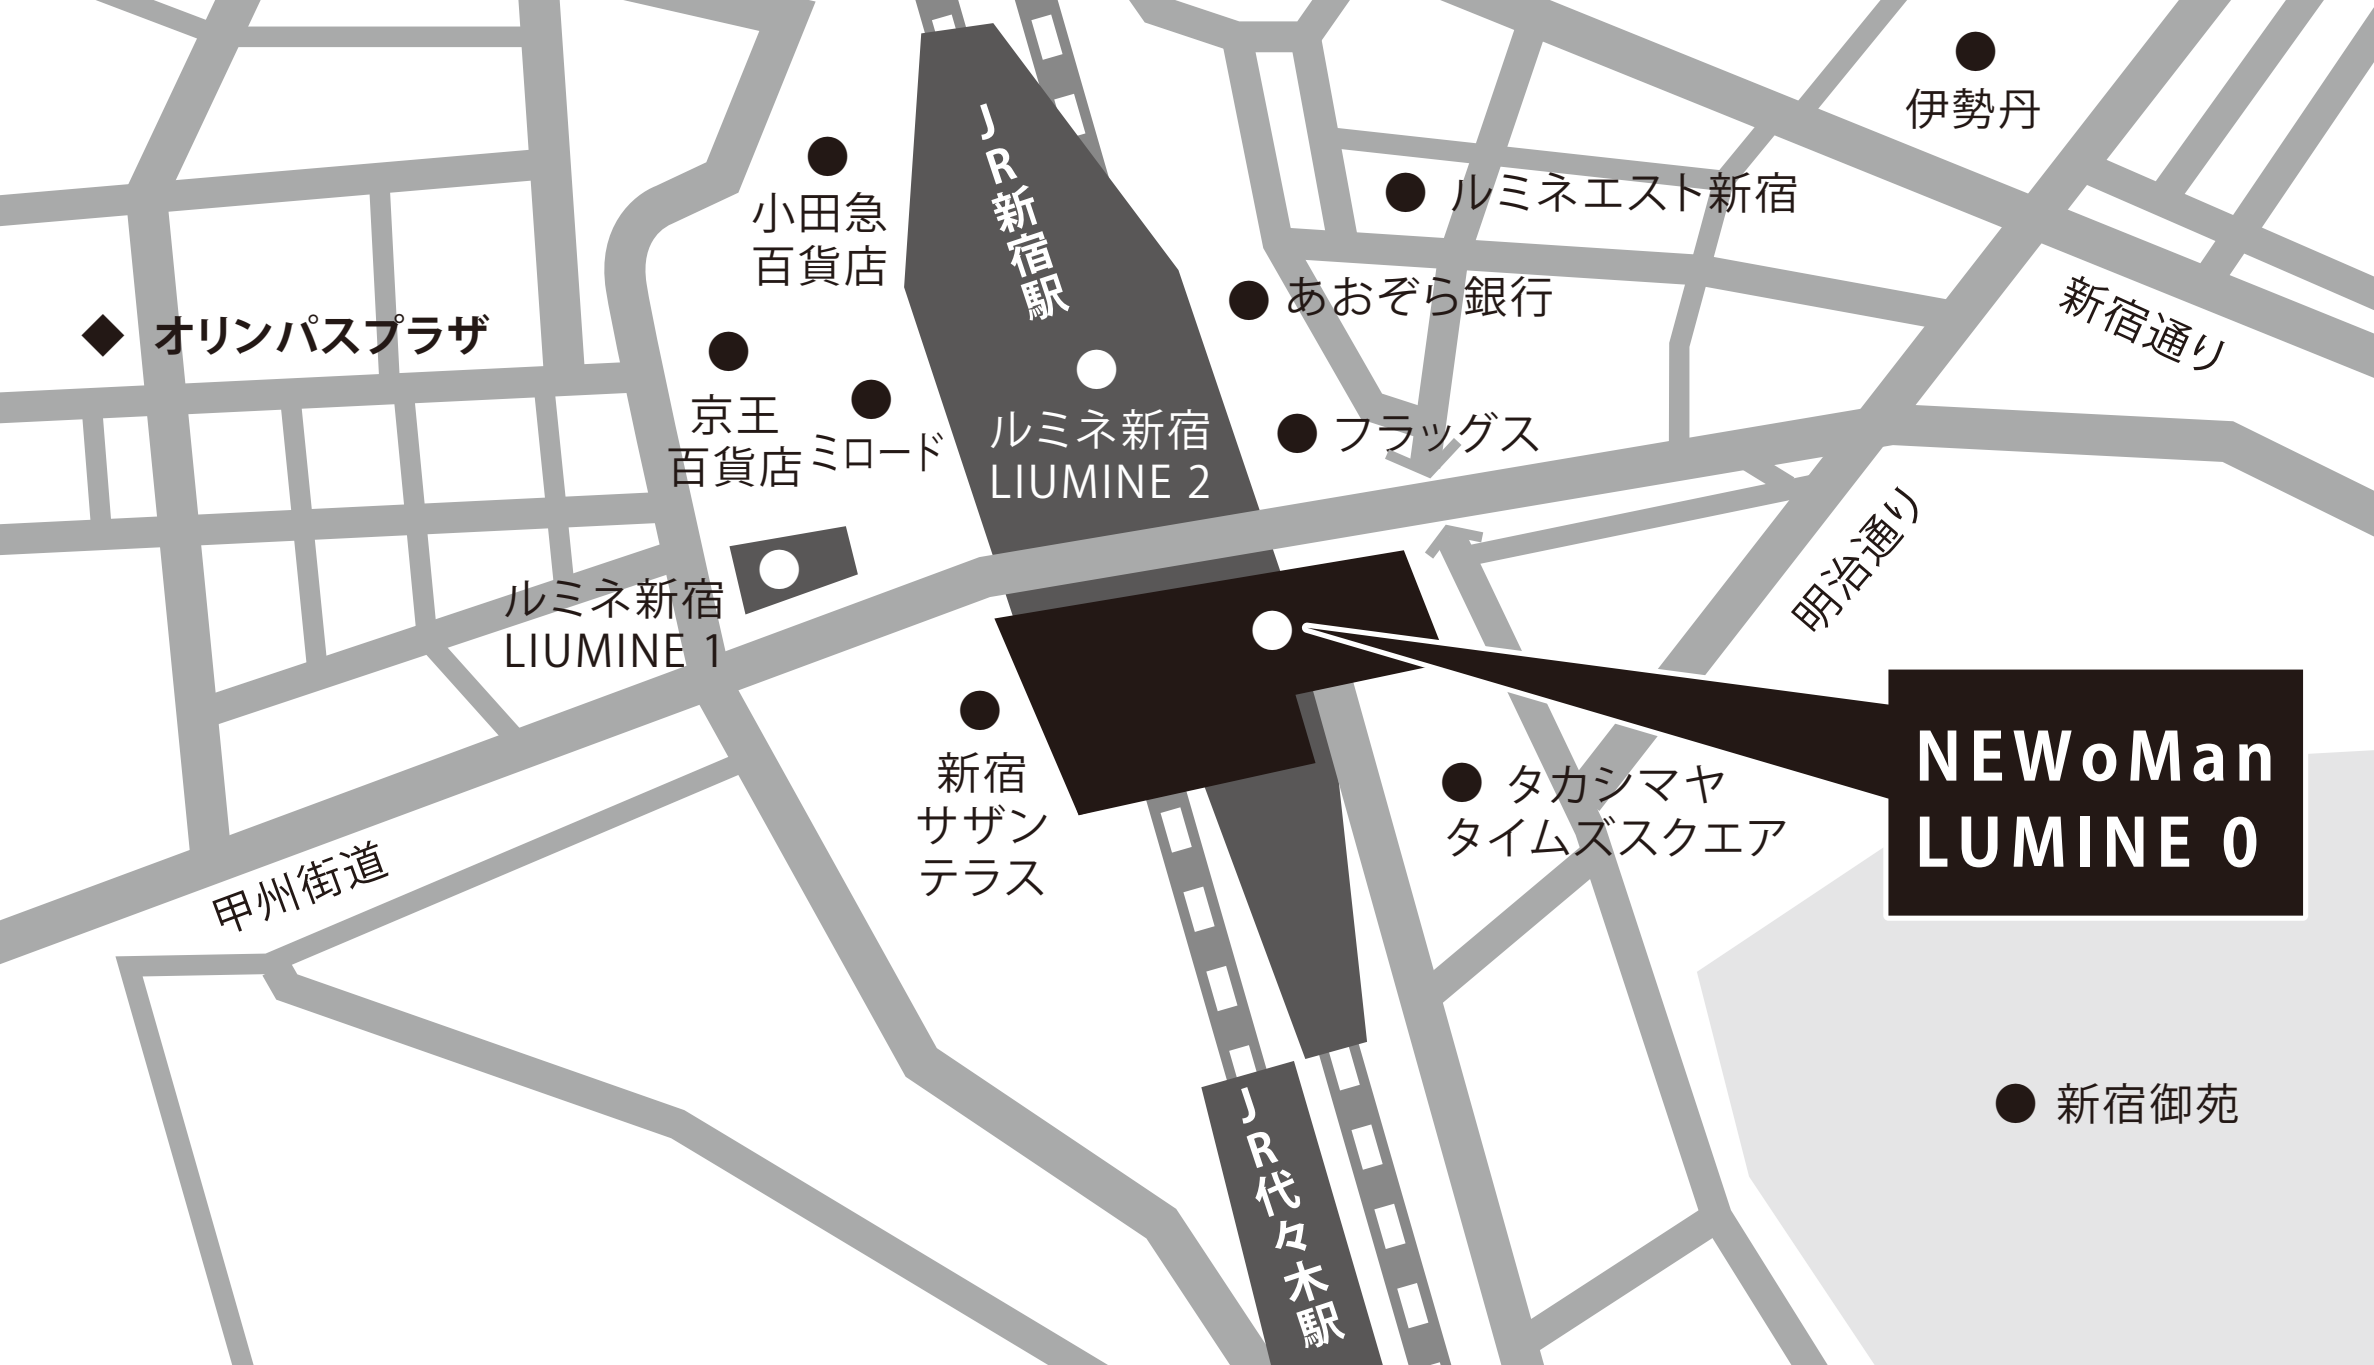 伊勢丹
JR新宿駅
小田急
百貨店
ルミネエスト新宿
あおぞら銀行
新宿通り
オリンパスプラザ
京王
百貨店
ミロード
ルミネ新宿
LIUMINE 2
フラッグス
明治通り
ルミネ新宿
LIUMINE 1
NEWoMan
LUMINE 0
新宿
サザン
テラス
タカシマヤ
タイムズスクエア
甲州街道
JR代々木駅
新宿御苑